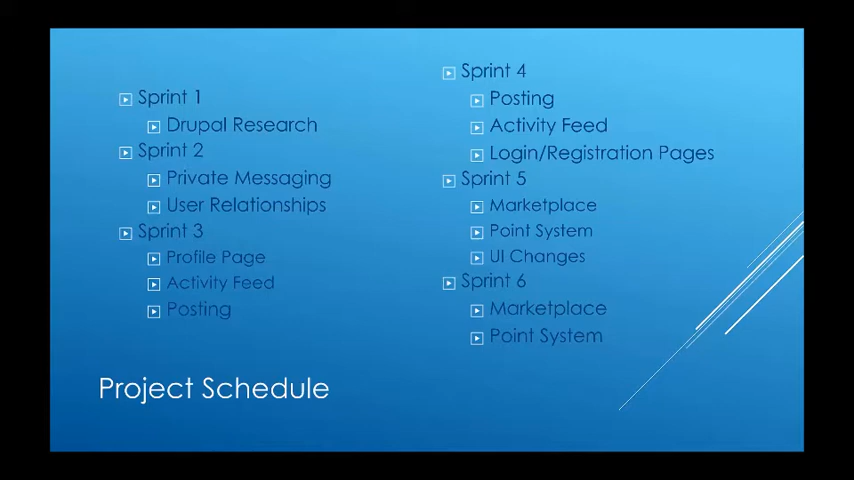 Sprint 1
Drupal Research
Sprint 2
Private Messaging
User Relationships
Sprint 3
Profile Page
Activity Feed
Posting
Sprint 4
Posting
Activity Feed
Login/Registration Pages
Sprint 5
Marketplace
Point System
UI Changes
Sprint 6
Marketplace
Point System
Project Schedule